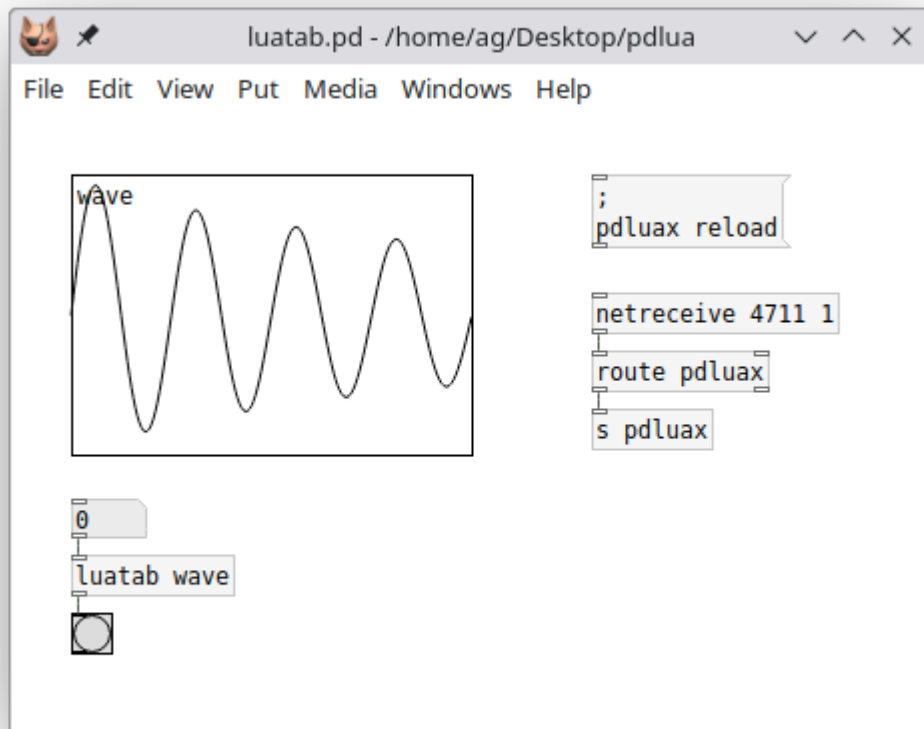 luatab.pd - /home/ag/Desktop/pdlua
File Edit View Put Media Windows Help
wave
;
pdluax reload
netreceive 4711 1
route pdluax
s pdluax
0
luatab wave